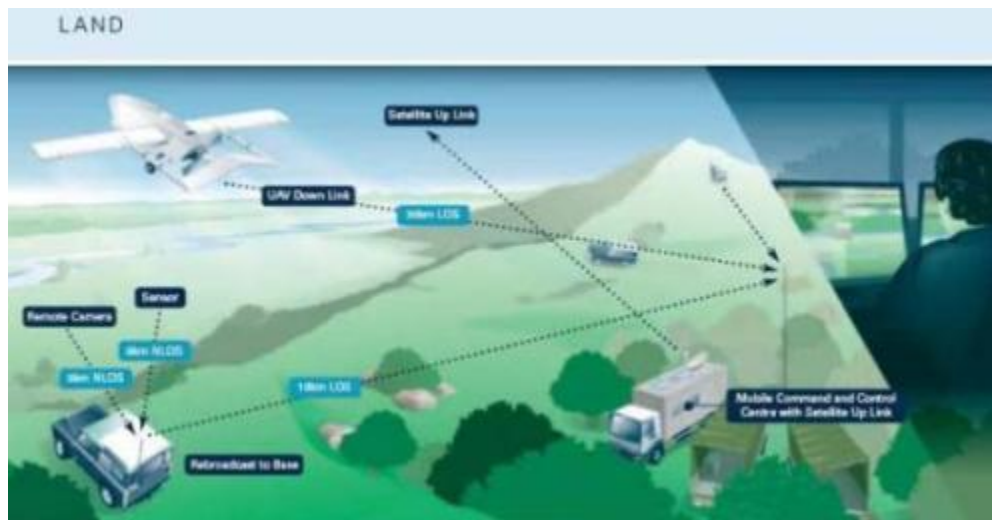 LAND
Satellite Up Link
UAV Down Link
LOS
Sensor
Remote Camera
NLOS
NLOS
10km LOS
Mobile Command and Control
Centre with Satellite Up Link
Rebroadcast to Base